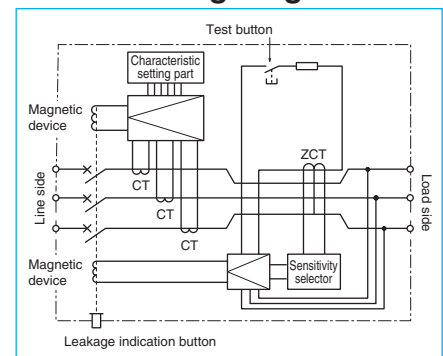 Test button
Characteristic
setting part
Magnetic
device
ZCT
CT
CT
CT
Line side
Load side
Magnetic
device
Sensitivity
selector
Leakage indication button